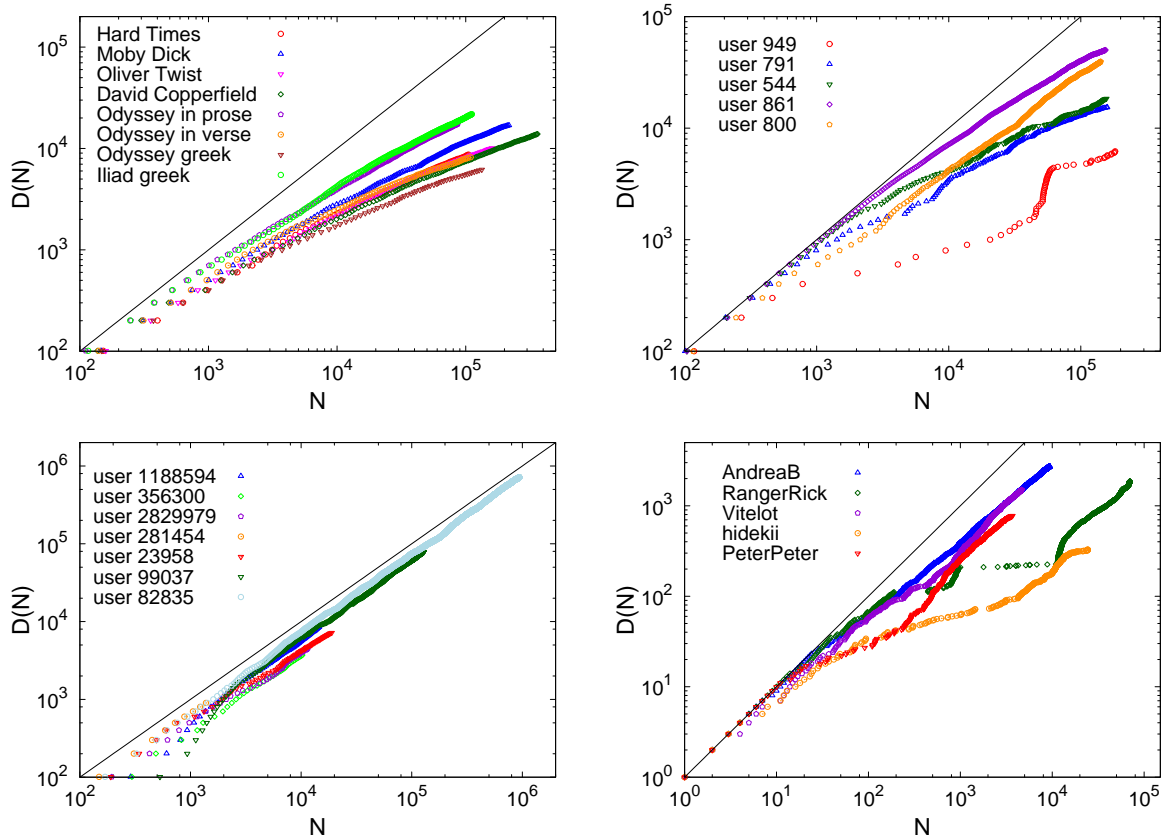 10^5
10^4
10^3
10^2
D(N)
Hard Times
Moby Dick
Oliver Twist
David Copperfield
Odyssey in prose
Odyssey in verse
Odyssey greek
Iliad greek
10^2 10^3 10^4 10^5
N
10^5
10^4
10^3
10^2
D(N)
user 949
user 791
user 544
user 861
user 800
10^2 10^3 10^4 10^5
N
10^6
10^5
10^4
10^3
10^2
D(N)
user 1188594
user 356300
user 2829979
user 281454
user 23958
user 99037
user 82835
10^2 10^3 10^4 10^5 10^6
N
10^3
10^2
10^1
10^0
D(N)
AndreaB
RangerRick
Vitelot
hidekii
PeterPeter
10^0 10^1 10^2 10^3 10^4 10^5
N